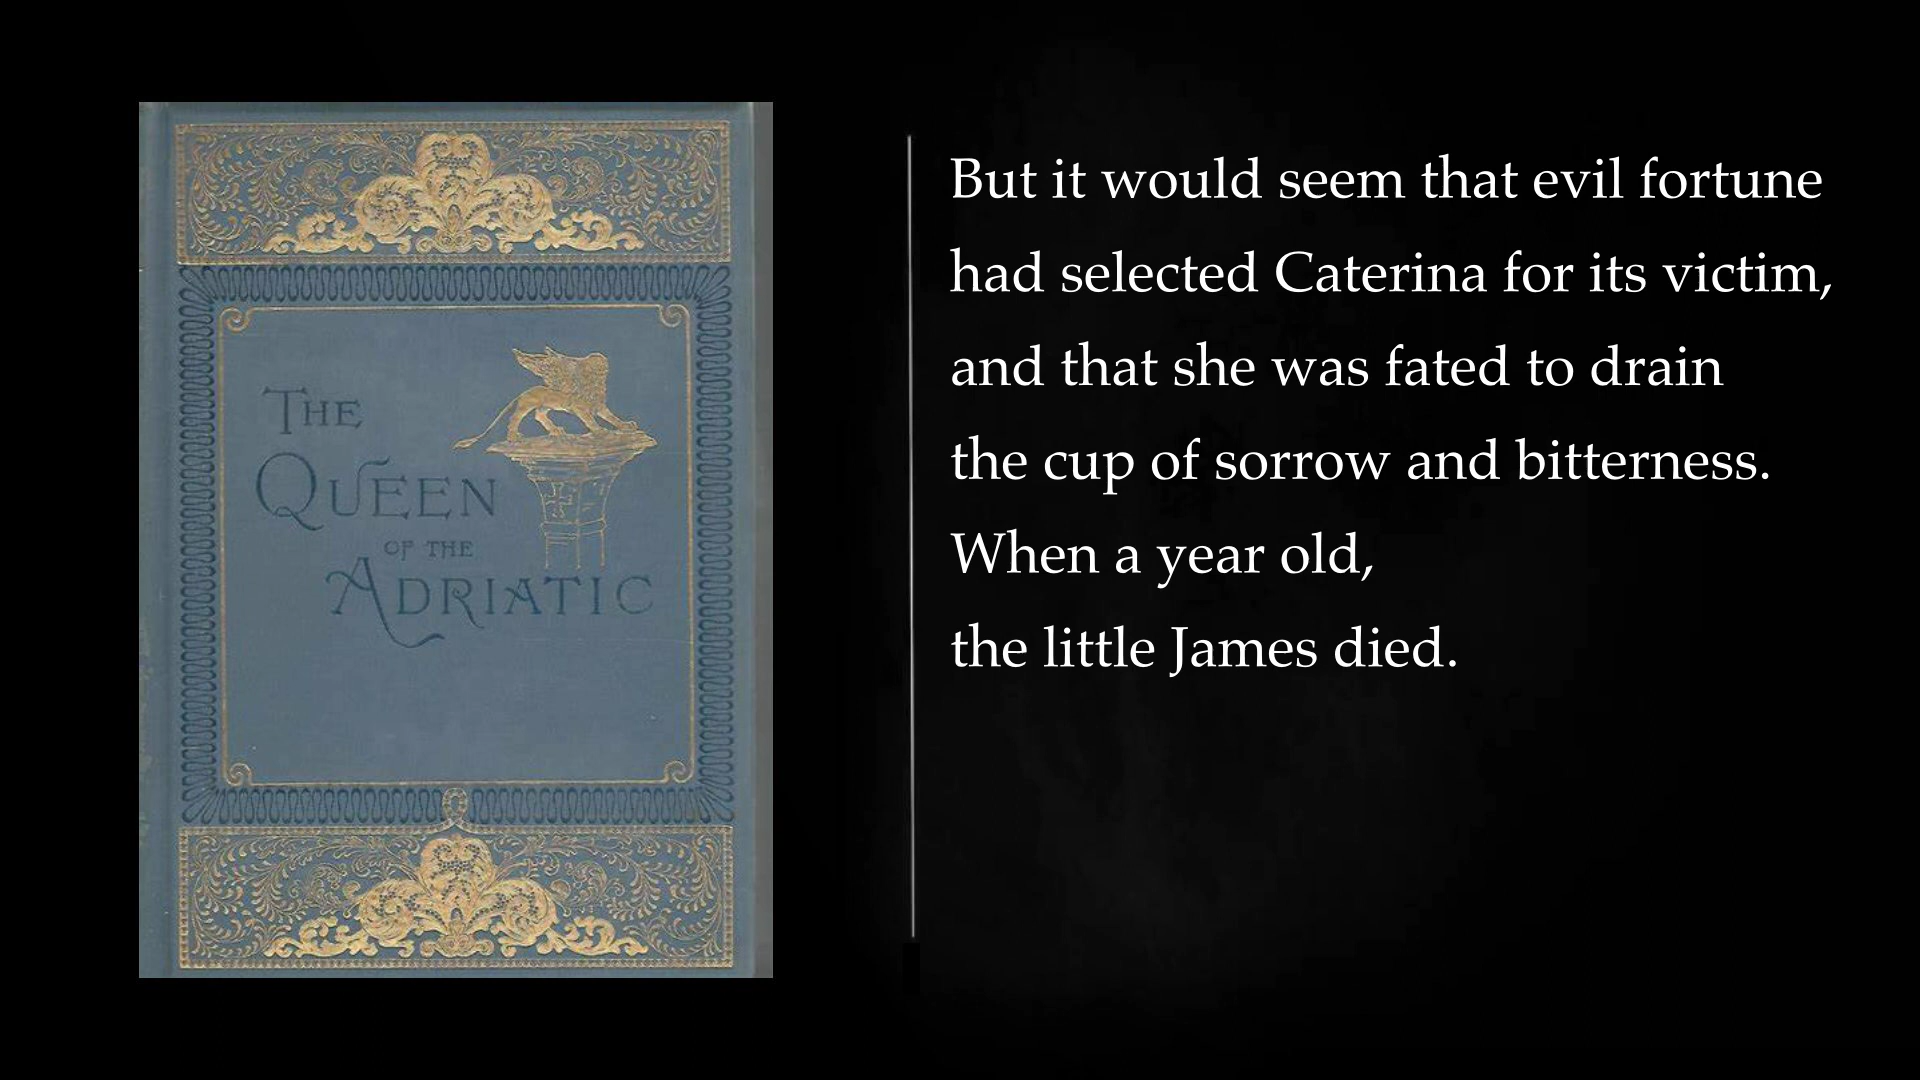 THE
QUEEN
OF THE
ADRIATIC
But it would seem that evil fortune
had selected Caterina for its victim,
and that she was fated to drain
the cup of sorrow and bitterness.
When a year old,
the little James died.